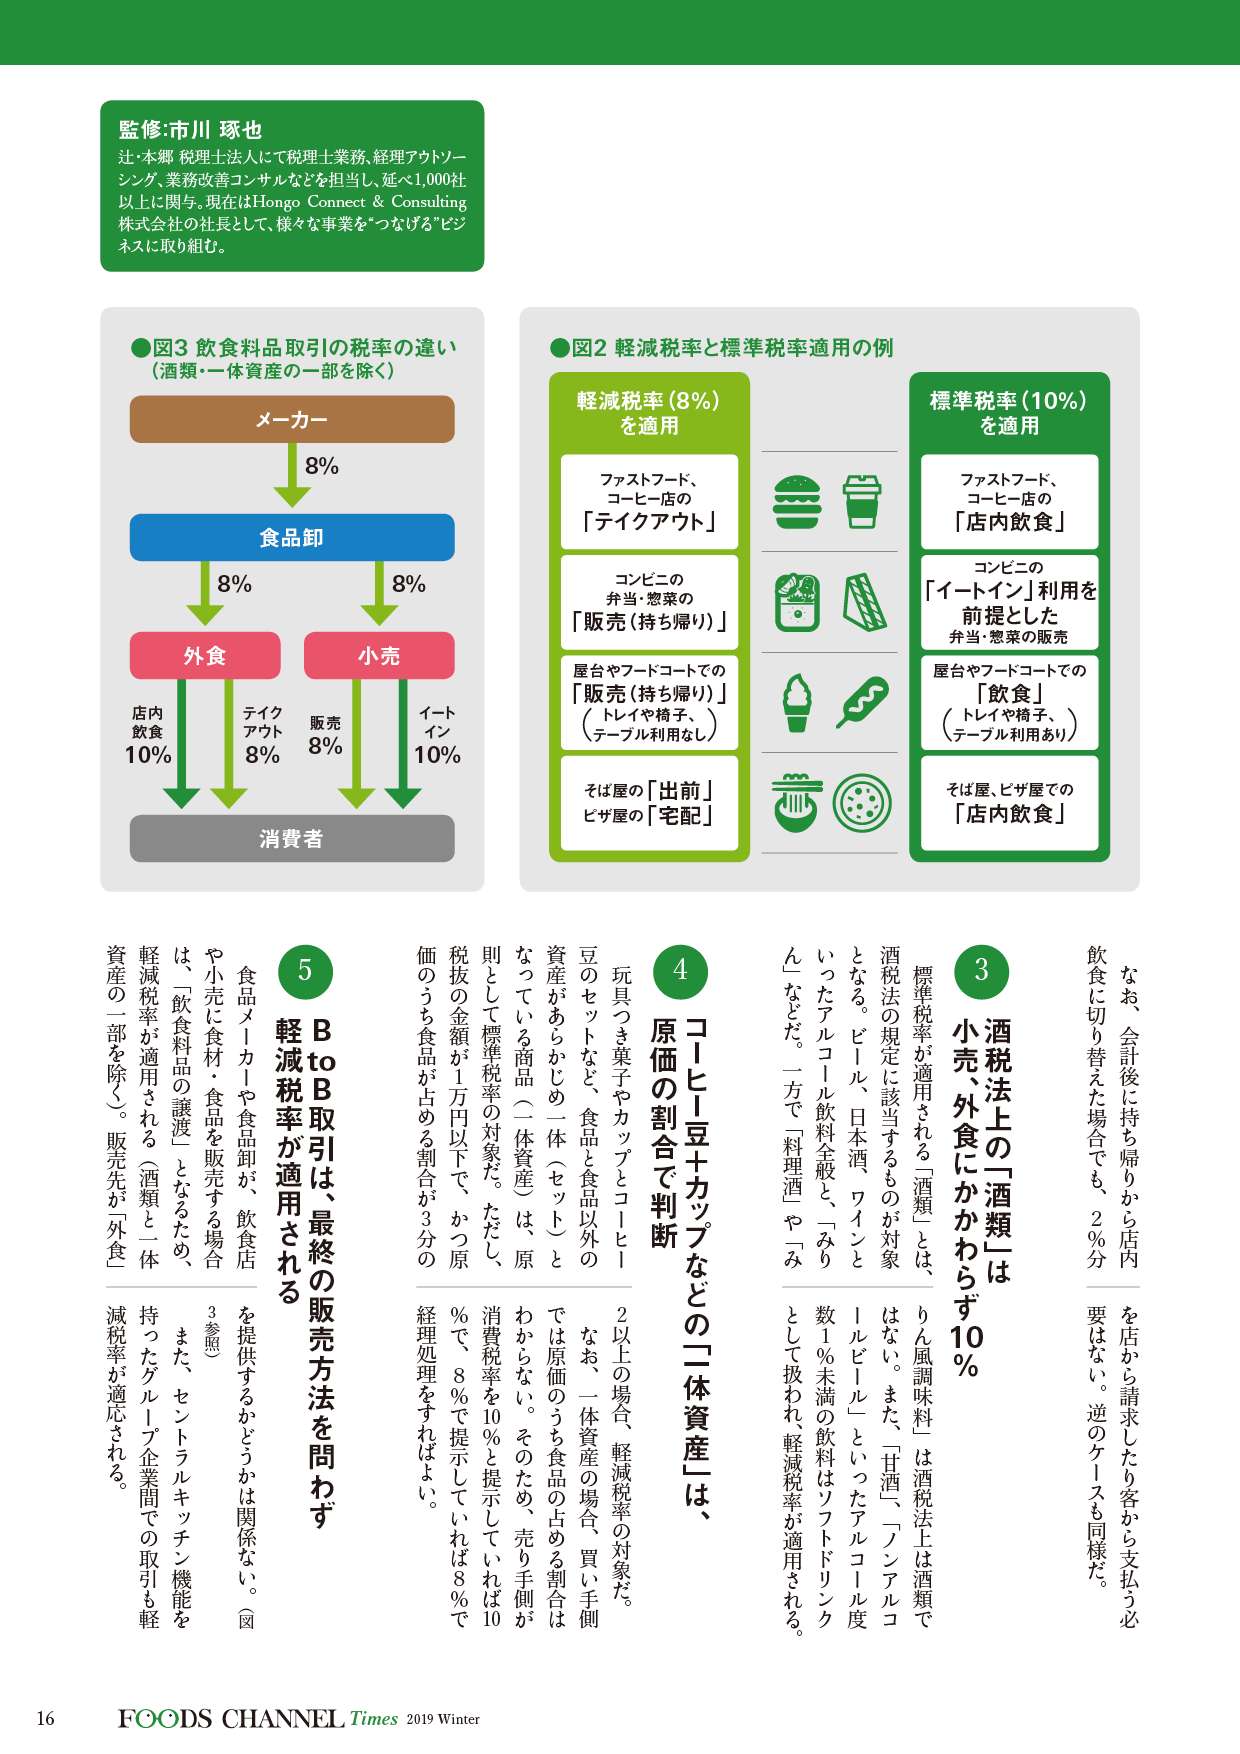 監修:市川 琢也
辻・本郷 税理士法人にて税理士業務、経理アウトソー
シング、業務改善コンサルなどを担当し、延べ1,000社
以上に関与。現在はHongo Connect & Consulting
株式会社の社長として、様々な事業を“つなげる”ビジ
ネスに取り組む。
●図2 軽減税率と標準税率適用の例
軽減税率(8%)
を適用
標準税率(10%)
を適用
ファストフード、
コーヒー店の
「テイクアウト」
ファストフード、
コーヒー店の
「店内飲食」
コンビニの
弁当・惣菜の
「販売(持ち帰り)」
コンビニの
「イートイン」利用を
前提とした
弁当・惣菜の販売
屋台やフードコートでの
「販売(持ち帰り)」
(トレイや椅子、
テーブル利用なし)
屋台やフードコートでの
「飲食」
(トレイや椅子、
テーブル利用あり)
そば屋の「出前」
ピザ屋の「宅配」
そば屋、ピザ屋での
「店内飲食」
●図3 飲食料品取引の税率の違い
(酒類・一体資産の一部を除く)
メーカー
8%
食品卸
8%
8%
外食
小売
店内
飲食
10%
テイク
アウト
8%
販売
8%
イート
イン
10%
消費者
なお、会計後に持ち帰りから店内
飲食に切り替えた場合でも、2%分
を店から請求したり客から支払う必
要はない。逆のケースも同様だ。
3
酒税法上の「酒類」は
小売、外食にかかわらず10%
標準税率が適用される「酒類」とは、
酒税法の規定に該当するものが対象
となる。ビール、日本酒、ワインと
いったアルコール飲料全般と、「みり
ん」などだ。一方で「料理酒」や「み
りん風調味料」は酒税法上は酒類で
はない。また、「甘酒」、「ノンアルコ
ールビール」といったアルコール度
数1%未満の飲料はソフトドリンク
として扱われ、軽減税率が適用される。
4
コーヒー豆+カップなどの「一体資産」は、
原価の割合で判断
玩具つき菓子やカップとコーヒー
豆のセットなど、食品と食品以外の
資産があらかじめ一体(セット)と
なっている商品(一体資産)は、原
則として標準税率の対象だ。ただし、
税抜の金額が1万円以下で、かつ原
価のうち食品が占める割合が3分の
2以上の場合、軽減税率の対象だ。
なお、一体資産の場合、買い手側
では原価のうち食品の占める割合は
わからない。そのため、売り手側が
消費税率を10%と提示していれば10
%で、8%で提示していれば8%で
経理処理をすればよい。
5
B to B取引は、最終の販売方法を問わず
軽減税率が適用される
食品メーカーや食品卸が、飲食店
や小売に食材・食品を販売する場合
は、「飲食料品の譲渡」となるため、
軽減税率が適用される(酒類と一体
資産の一部を除く)。販売先が「外食」
を提供するかどうかは関係ない。(図
3参照)
また、セントラルキッチン機能を
持ったグループ企業間での取引も軽
減税率が適応される。
16
FOODS CHANNEL Times 2019 Winter